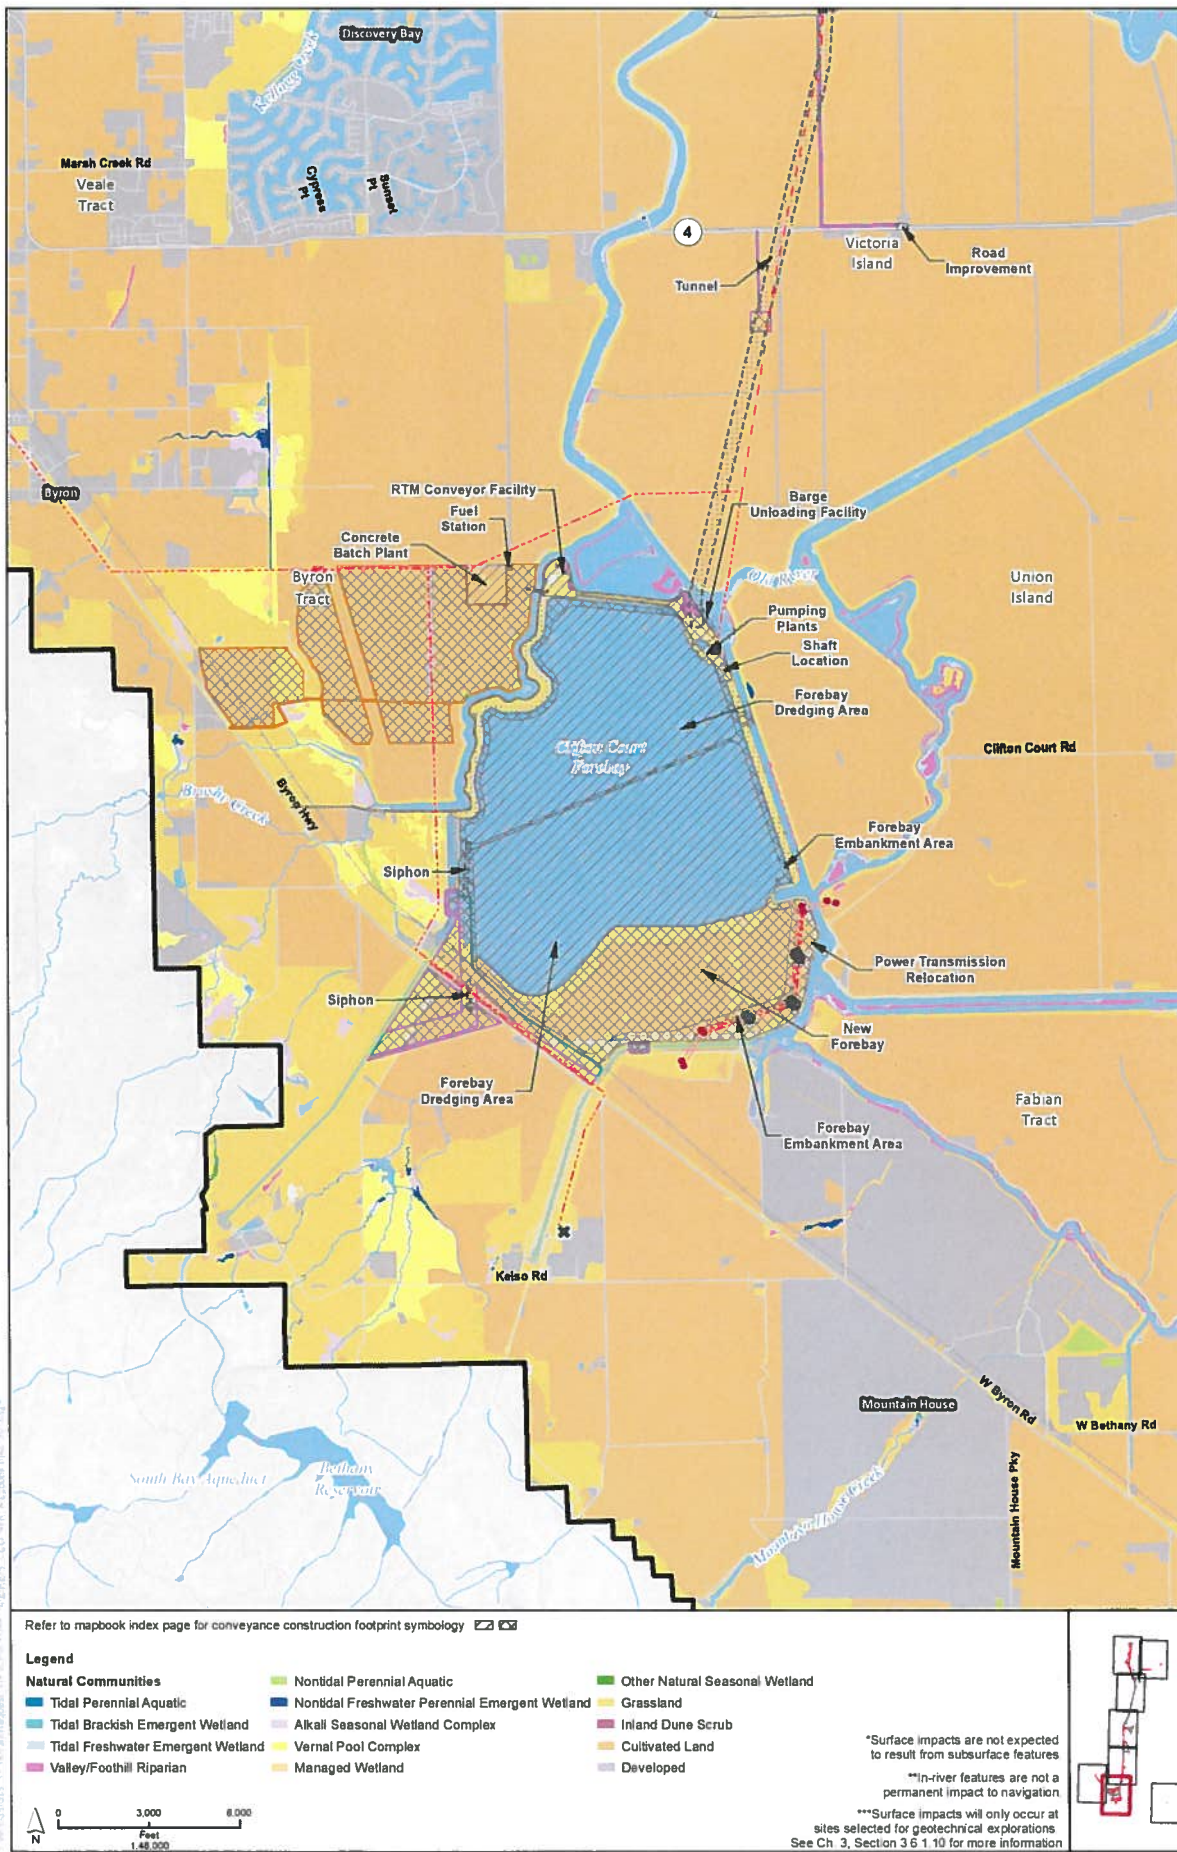 Discovery Bay
Kellogg Creek
Marsh Creek Rd
Veale
Tract
Cypress
Pt
Sunset
Pt
4
Victoria
Island
Road
Improvement
Tunnel
Byron
RTM Conveyor Facility
Fuel
Station
Concrete
Batch Plant
Barge
Unloading Facility
Byron
Tract
Old River
Union
Island
Pumping
Plants
Shaft
Location
Forebay
Dredging Area
Clifton Court
Forebay
Clifton Court Rd
Brushy Creek
Byron Hwy
Forebay
Embankment Area
Siphon
Power Transmission
Relocation
Siphon
New
Forebay
Forebay
Dredging Area
Fabian
Tract
Forebay
Embankment Area
Kelso Rd
Mountain House
W Byron Rd
W Bethany Rd
South Bay Aqueduct
Bethany
Reservoir
Mountain House Creek
Mountain House Pky
Refer to mapbook index page for conveyance construction footprint symbology
Legend
Natural Communities
Tidal Perennial Aquatic
Tidal Brackish Emergent Wetland
Tidal Freshwater Emergent Wetland
Valley/Foothill Riparian
Nontidal Perennial Aquatic
Nontidal Freshwater Perennial Emergent Wetland
Alkali Seasonal Wetland Complex
Vernal Pool Complex
Managed Wetland
Other Natural Seasonal Wetland
Grassland
Inland Dune Scrub
Cultivated Land
Developed
*Surface impacts are not expected
to result from subsurface features
**In-river features are not a
permanent impact to navigation.
***Surface impacts will only occur at
sites selected for geotechnical explorations.
See Ch. 3, Section 3.6.1.10 for more information
N
0 3,000 6,000
Feet
1:48,000